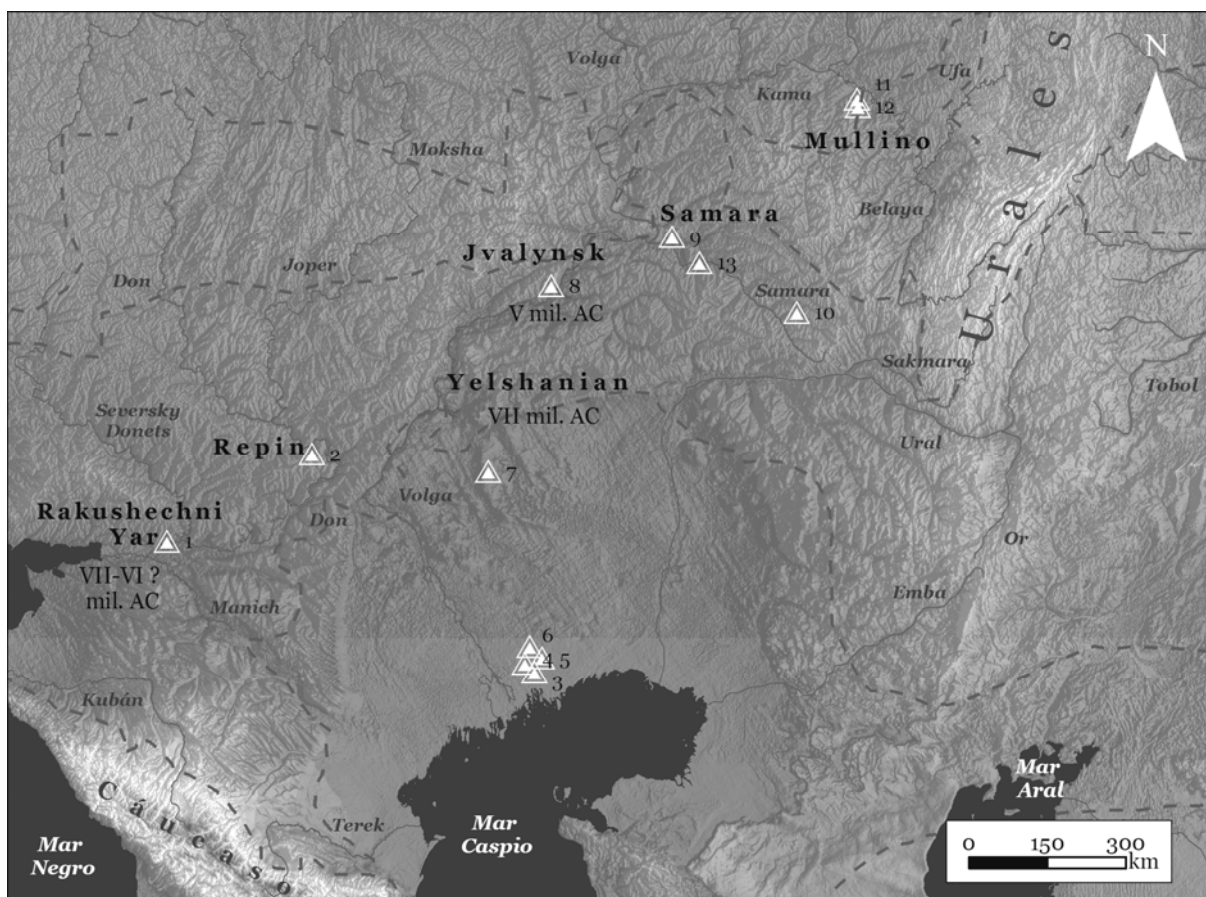 Volga
Ufa
N
Kama
11
12
Mullino
Urales
Moksha
Belaya
Samara
9
Jvalynsk
13
Don
Joper
8
Samara
V mil. AC
10
Sakmara
Yelshanian
Tobol
VII mil. AC
Seversky
Donets
Ural
Repin
2
7
Volga
Rakushechni
Yar
Don
1
Or
VII-VI ?
mil. AC
Manich
Emba
6
4 5
3
Kubán
Cáucaso
Mar
Aral
Terek
Mar
Caspio
Mar
Negro
0 150 300
km